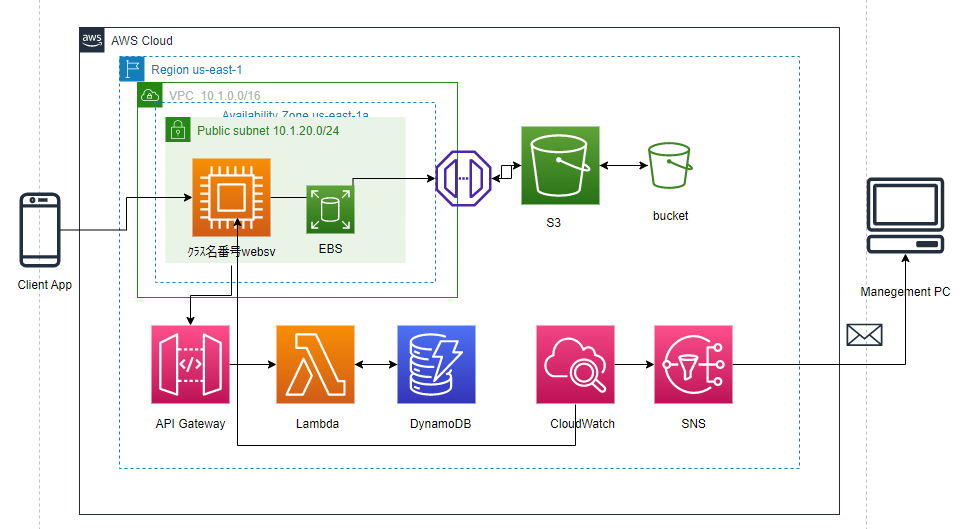 aws
AWS Cloud
Region us-east-1
VPC 10.1.0.0/16
Availability Zone us-east-1a
Public subnet 10.1.20.0/24
ｸﾗｽ名番号websv
EBS
S3
bucket
Client App
Manegement PC
API Gateway
Lambda
DynamoDB
CloudWatch
SNS